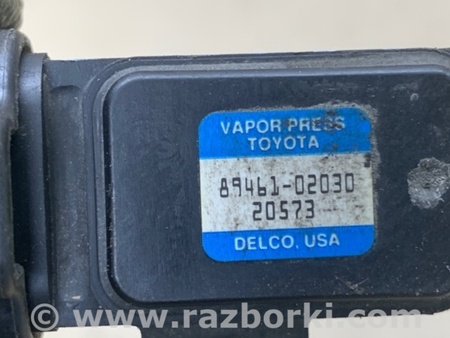 VAPOR PRESS
TOYOTA
89461-02030
20573
DELCO, USA
www.razborki.com